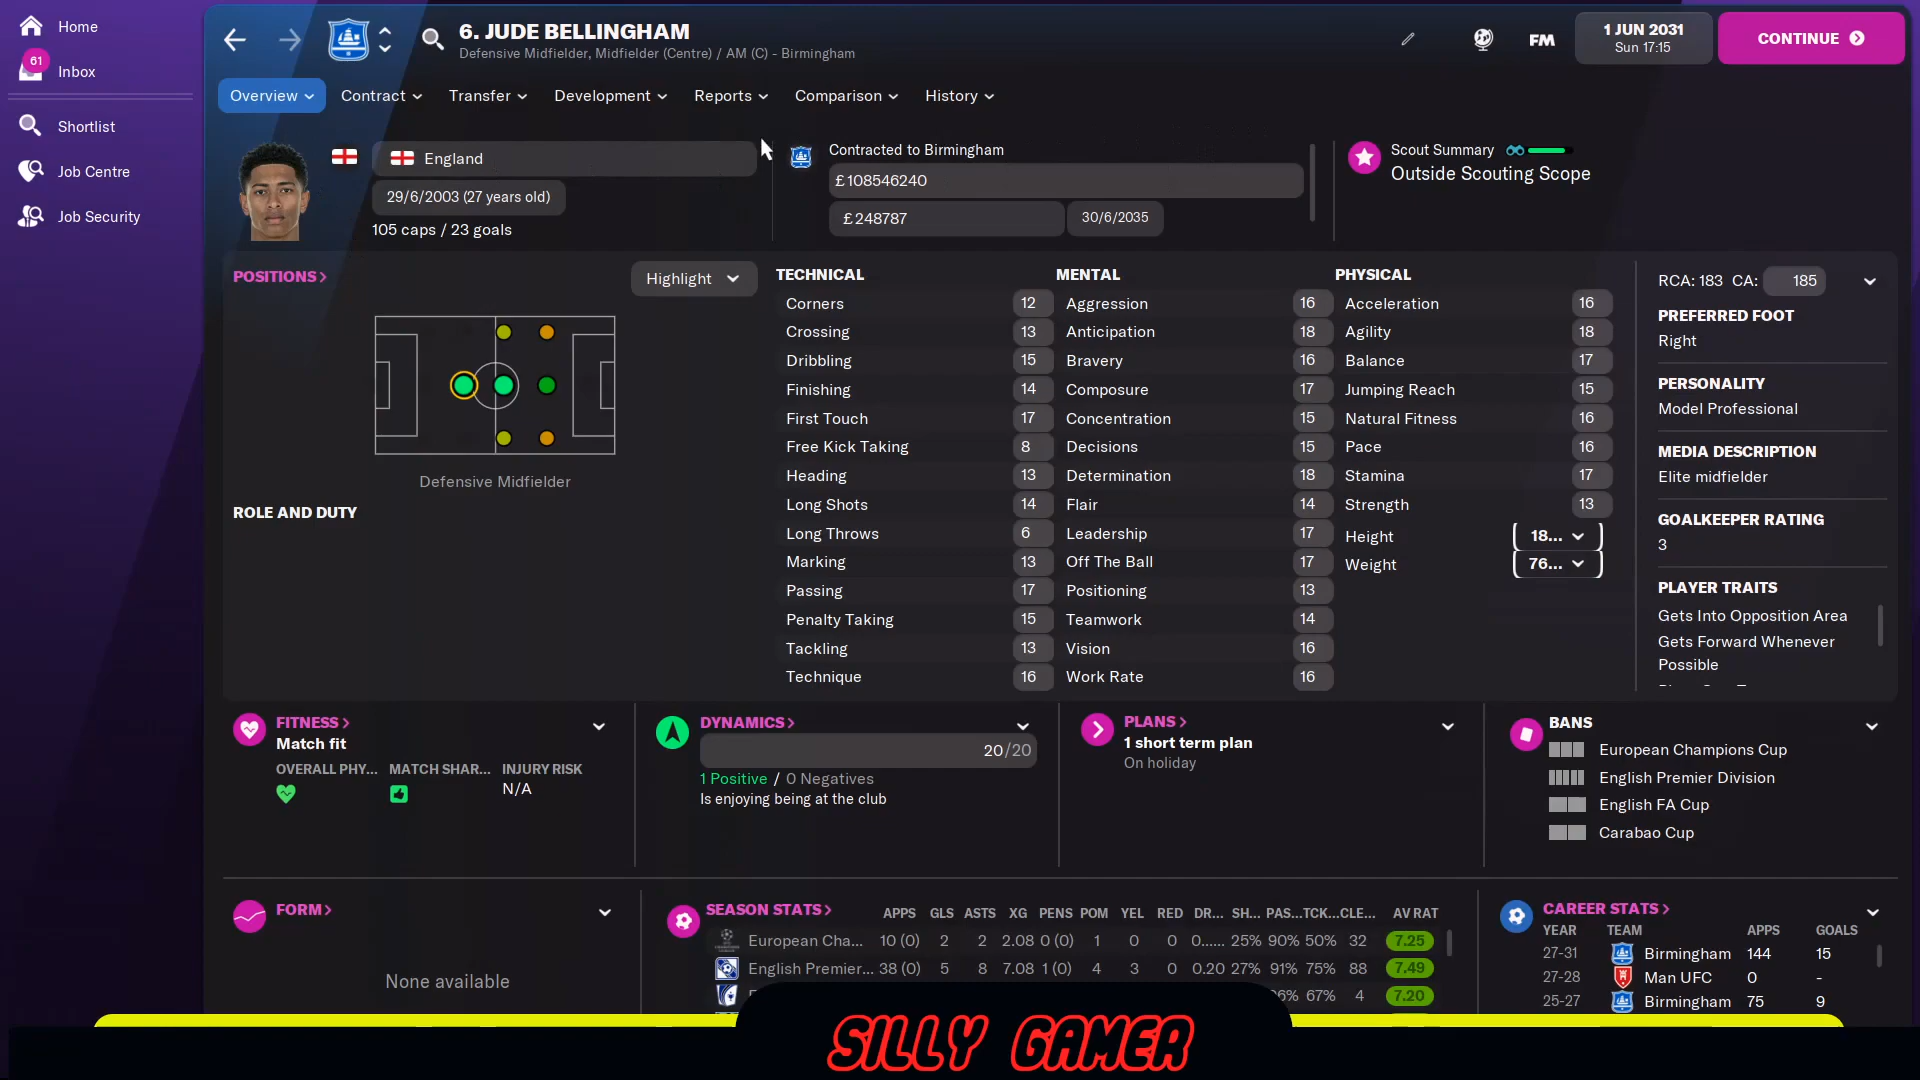 Home
61
Inbox
Shortlist
Job Centre
Job Security
6. JUDE BELLINGHAM
Defensive Midfielder, Midfielder (Centre) / AM (C) - Birmingham
FM
1 JUN 2031
Sun 17:15
CONTINUE
Overview
Contract
Transfer
Development
Reports
Comparison
History
England
29/6/2003 (27 years old)
105 caps / 23 goals
Contracted to Birmingham
£108546240
£248787
30/6/2035
Scout Summary
Outside Scouting Scope
POSITIONS >
Highlight
Defensive Midfielder
ROLE AND DUTY
TECHNICAL
Corners 12
Crossing 13
Dribbling 15
Finishing 14
First Touch 17
Free Kick Taking 8
Heading 13
Long Shots 14
Long Throws 6
Marking 13
Passing 17
Penalty Taking 15
Tackling 13
Technique 16
MENTAL
Aggression 16
Anticipation 18
Bravery 16
Composure 17
Concentration 15
Decisions 15
Determination 18
Flair 14
Leadership 17
Off The Ball 17
Positioning 13
Teamwork 14
Vision 16
Work Rate 16
PHYSICAL
Acceleration 16
Agility 18
Balance 17
Jumping Reach 15
Natural Fitness 16
Pace 16
Stamina 17
Strength 13
Height 18...
Weight 76...
RCA: 183 CA: 185
PREFERRED FOOT
Right
PERSONALITY
Model Professional
MEDIA DESCRIPTION
Elite midfielder
GOALKEEPER RATING
3
PLAYER TRAITS
Gets Into Opposition Area
Gets Forward Whenever
Possible
FITNESS >
Match fit
OVERALL PHY... MATCH SHAR... INJURY RISK
N/A
DYNAMICS >
20/20
1 Positive / 0 Negatives
Is enjoying being at the club
PLANS >
1 short term plan
On holiday
BANS
European Champions Cup
English Premier Division
English FA Cup
Carabao Cup
FORM >
None available
SEASON STATS > APPS GLS ASTS XG PENS POM YEL RED DR... SH... PAS... TCK... CLE... AV RAT
European Cha... 10 (0) 2 2 2.08 0 (0) 1 0 0 0...... 25% 90% 50% 32 7.25
English Premier... 38 (0) 5 8 7.08 1 (0) 4 3 0 0.20 27% 91% 75% 88 7.49
67% 4 7.20
CAREER STATS >
YEAR TEAM APPS GOALS
27-31 Birmingham 144 15
27-28 Man UFC 0 -
25-27 Birmingham 75 9
SILLY GAMER